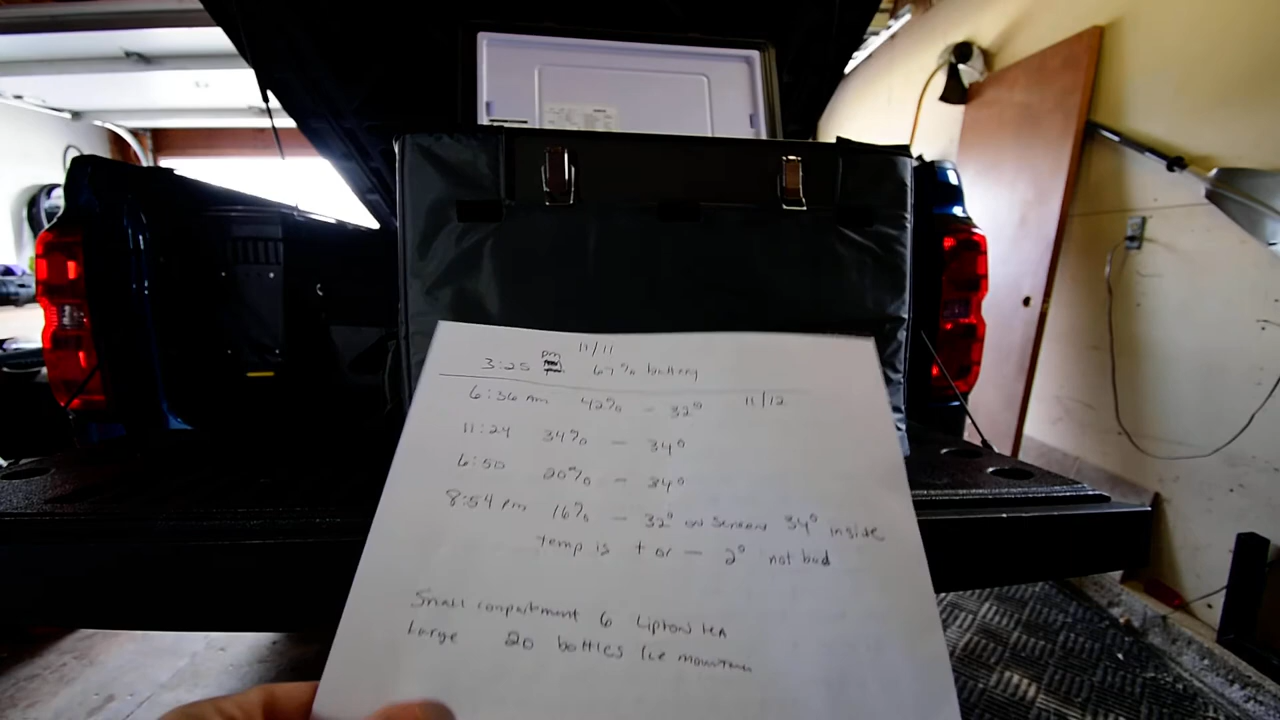 11/11
3:25 pm 67% battery
6:36 am 42% - 32° 11/12
11:24 34% - 34°
6:50 20% - 34°
8:54 pm 16% - 32° on screen 34° inside
temp is + or - 2° not bad
Small compartment 6 Lipton tea
Large 20 bottles Ice mountain